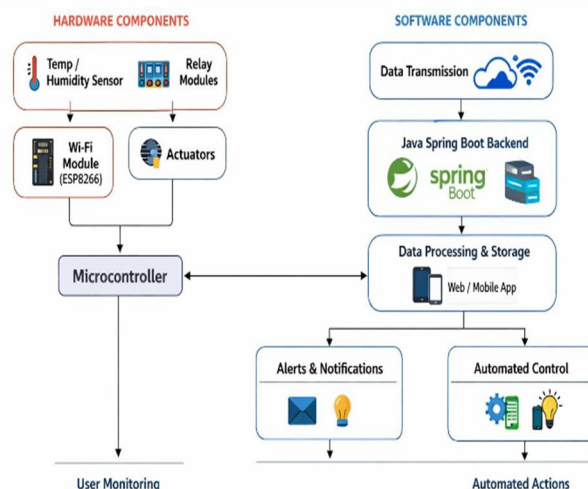 HARDWARE COMPONENTS
Temp /
Humidity Sensor
Relay
Modules
Wi-Fi
Module
(ESP8266)
Actuators
Microcontroller
User Monitoring
SOFTWARE COMPONENTS
Data Transmission
Java Spring Boot Backend
spring
Boot
Data Processing & Storage
Web / Mobile App
Alerts & Notifications
Automated Control
Automated Actions